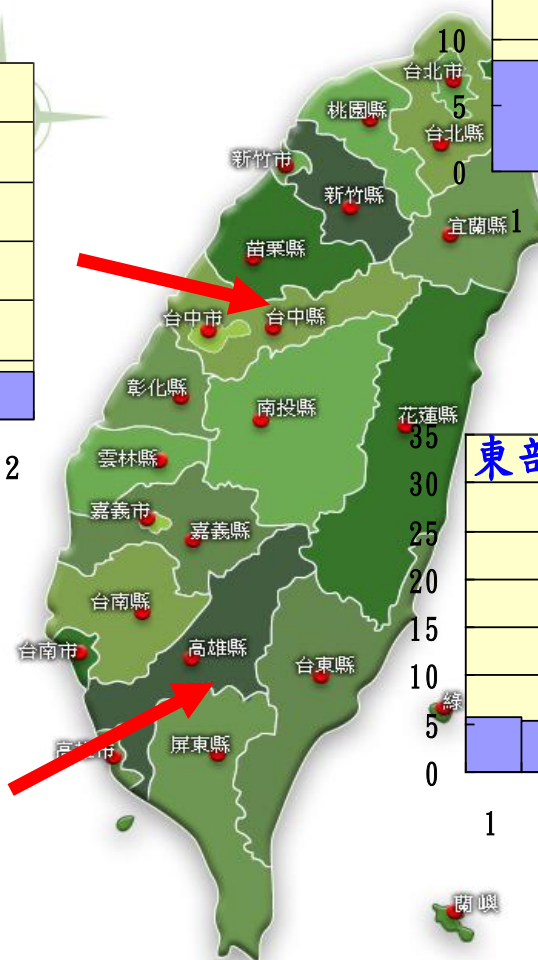 10
台北市
桃園縣
5
台北縣
新竹市
0
新竹縣
宜蘭縣
1
苗栗縣
台中市
台中縣
彰化縣
南投縣
花蓮縣
35
東部
雲林縣
2
30
嘉義市
嘉義縣
25
20
台南縣
15
台南市
高雄縣
台東縣
10
綠
5
屏東縣
0
1
蘭嶼